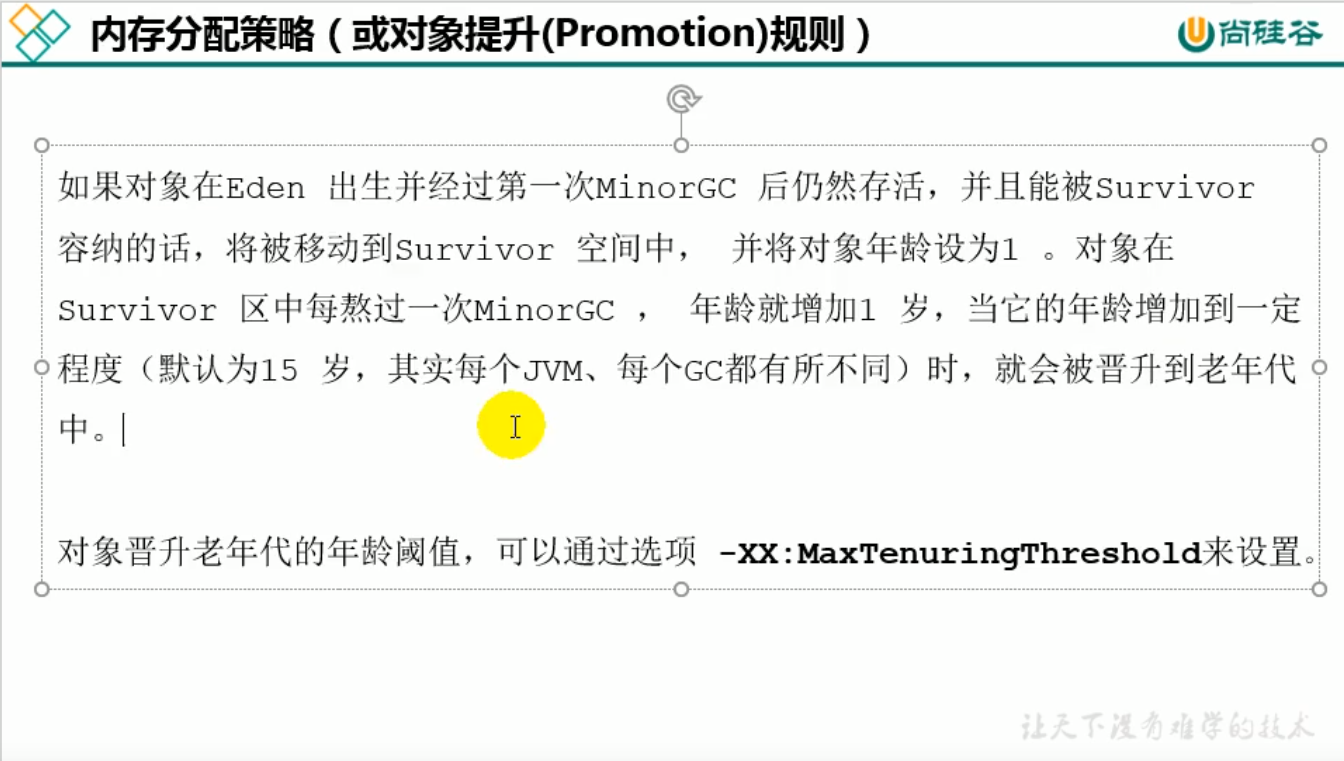 内存分配策略（或对象提升(Promotion)规则）
尚硅谷
如果对象在Eden 出生并经过第一次MinorGC 后仍然存活，并且能被Survivor
容纳的话，将被移动到Survivor 空间中， 并将对象年龄设为1 。对象在
Survivor 区中每熬过一次MinorGC ， 年龄就增加1 岁，当它的年龄增加到一定
程度（默认为15 岁，其实每个JVM、每个GC都有所不同）时，就会被晋升到老年代
中。
对象晋升老年代的年龄阈值，可以通过选项 -XX:MaxTenuringThreshold来设置。
让天下没有难学的技术